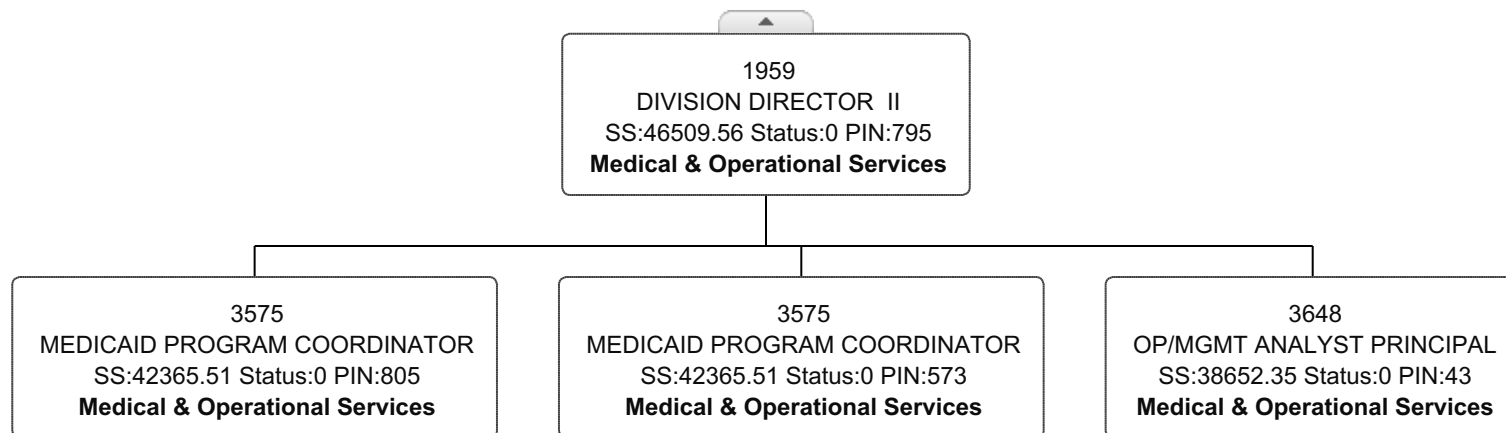 1959
DIVISION DIRECTOR  II
SS:46509.56 Status:0 PIN:795
Medical & Operational Services
3575
MEDICAID PROGRAM COORDINATOR
SS:42365.51 Status:0 PIN:805
Medical & Operational Services
3575
MEDICAID PROGRAM COORDINATOR
SS:42365.51 Status:0 PIN:573
Medical & Operational Services
3648
OP/MGMT ANALYST PRINCIPAL
SS:38652.35 Status:0 PIN:43
Medical & Operational Services